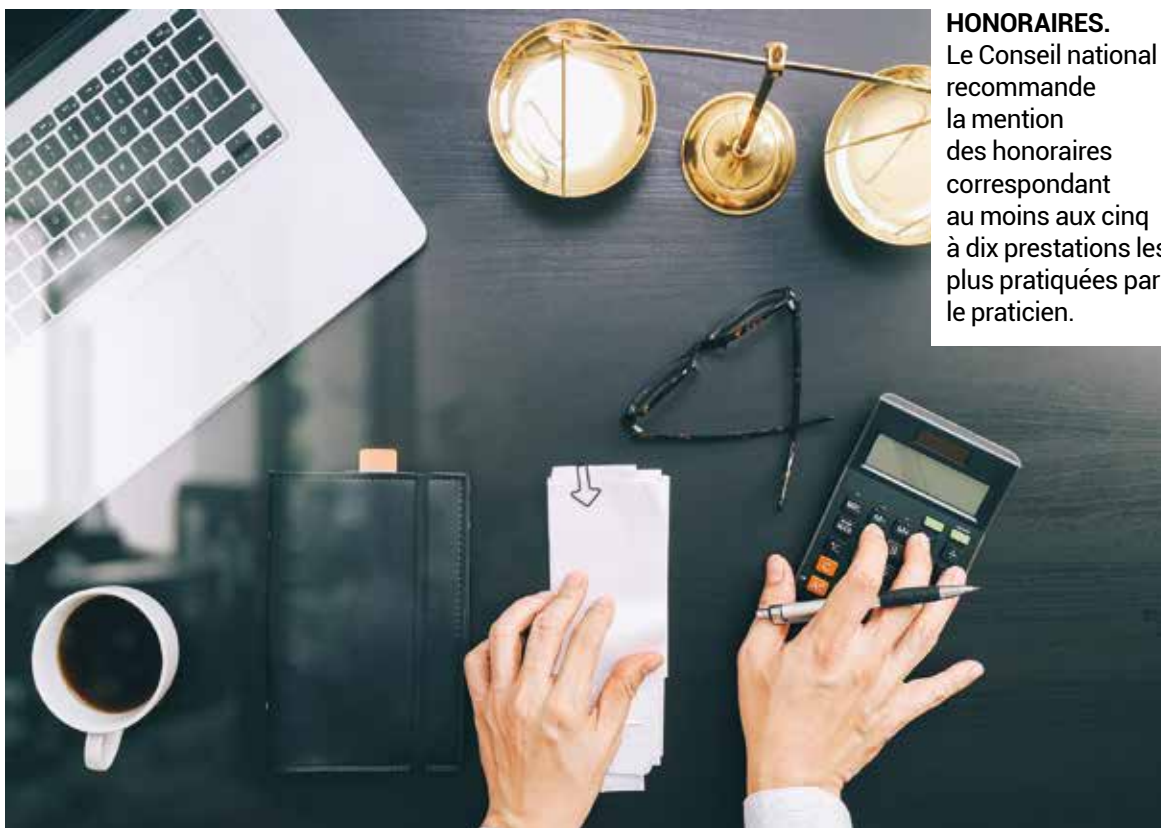 HONORAIRES.
Le Conseil national
recommande
la mention
des honoraires
correspondant
au moins aux cinq
à dix prestations les
plus pratiquées par
le praticien.